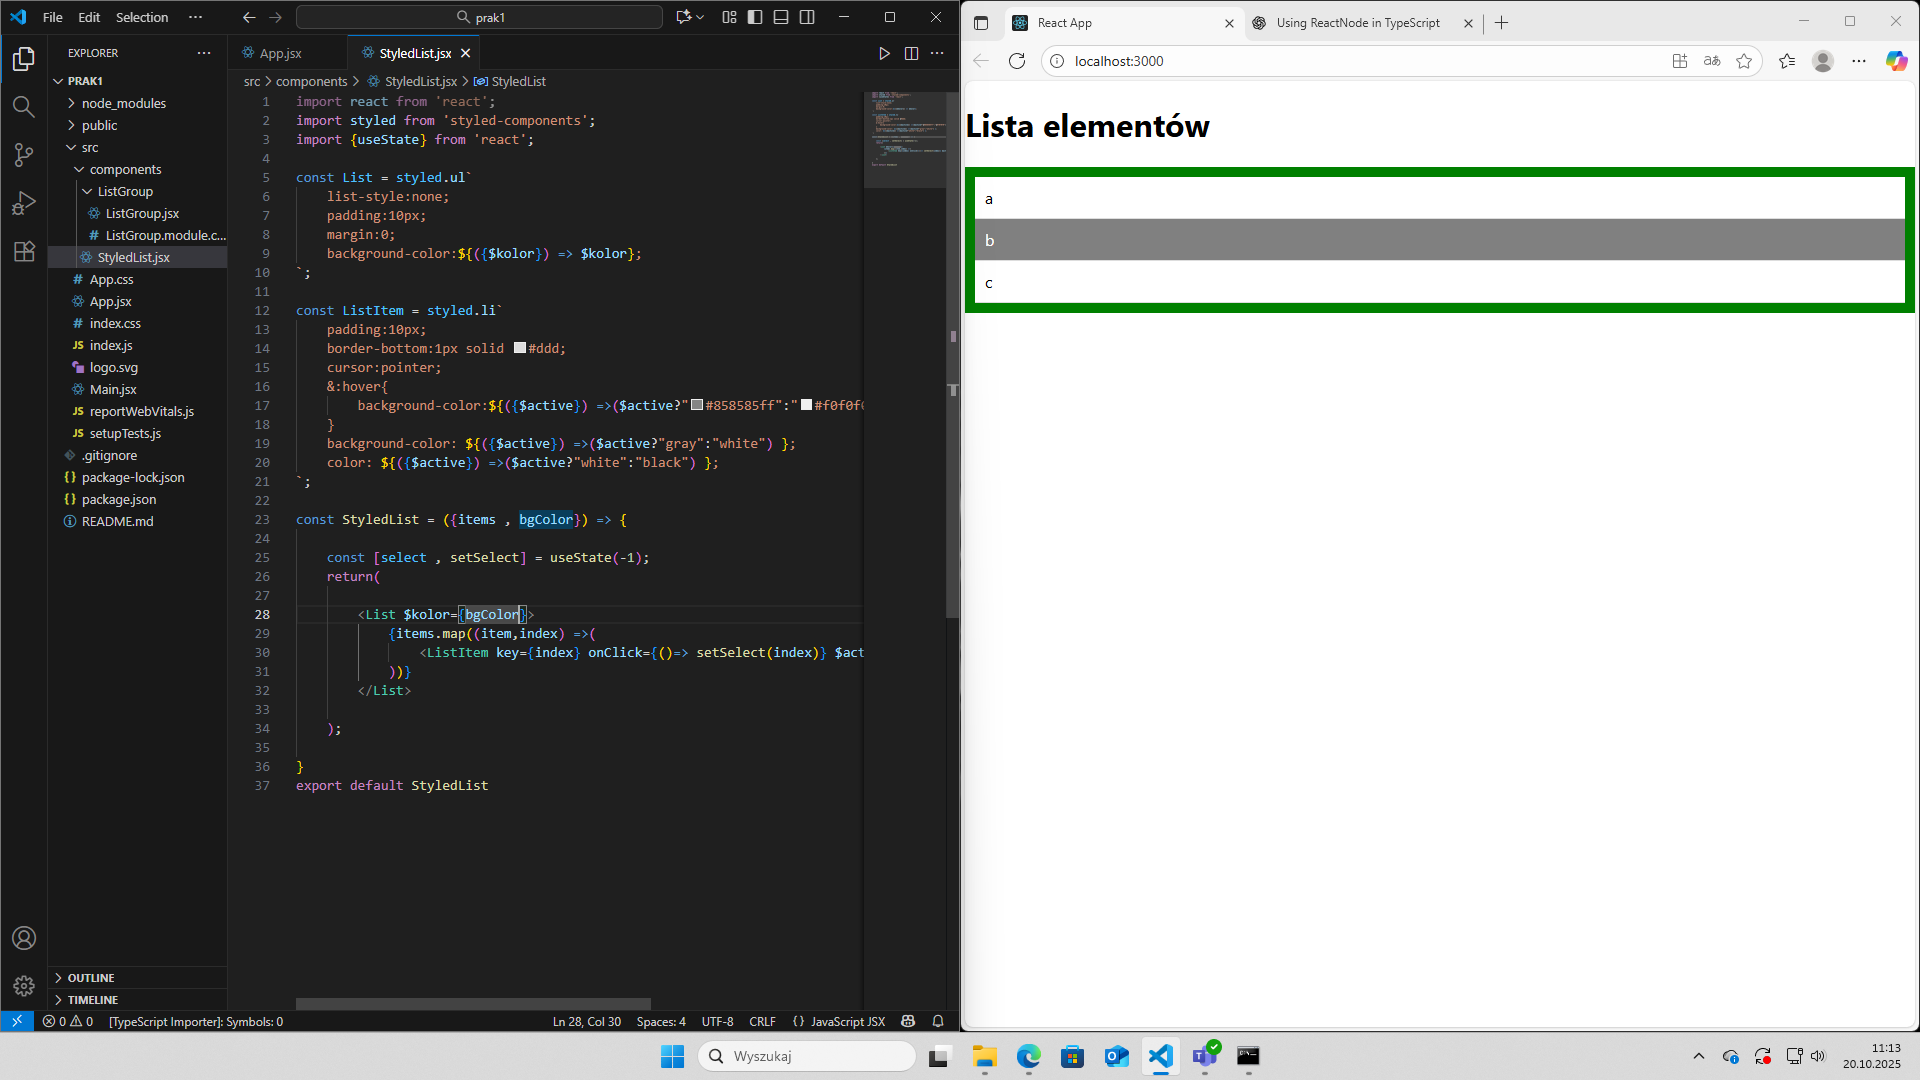 File Edit Selection ···
prak1
EXPLORER
PRAK1
node_modules
public
src
components
ListGroup
ListGroup.jsx
# ListGroup.module.c...
StyledList.jsx
# App.css
App.jsx
# index.css
JS index.js
logo.svg
Main.jsx
JS reportWebVitals.js
JS setupTests.js
.gitignore
{} package-lock.json
{} package.json
README.md
OUTLINE
TIMELINE
App.jsx
StyledList.jsx
src > components > StyledList.jsx > StyledList
1 import react from 'react';
2 import styled from 'styled-components';
3 import {useState} from 'react';
4
5 const List = styled.ul`
6 list-style:none;
7 padding:10px;
8 margin:0;
9 background-color:${({$kolor}) => $kolor};
10 `;
11
12 const ListItem = styled.li`
13 padding:10px;
14 border-bottom:1px solid #ddd;
15 cursor:pointer;
16 &:hover{
17 background-color:${({$active}) =>($active?"#858585ff":"#f0f0f
18 }
19 background-color: ${({$active}) =>($active?"gray":"white") };
20 color: ${({$active}) =>($active?"white":"black") };
21 `;
22
23 const StyledList = ({items , bgColor}) => {
24
25 const [select , setSelect] = useState(-1);
26 return(
27
28 <List $kolor={bgColor}>
29 {items.map((item,index) =>(
30 <ListItem key={index} onClick={()=> setSelect(index)} $act
31 ))}
32 </List>
33
34 );
35
36 }
37 export default StyledList
0 0 [TypeScript Importer]: Symbols: 0 Ln 28, Col 30 Spaces: 4 UTF-8 CRLF {} JavaScript JSX
React App
Using ReactNode in TypeScript
localhost:3000
aあ
Lista elementów
a
b
c
Wyszukaj
11:13
20.10.2025